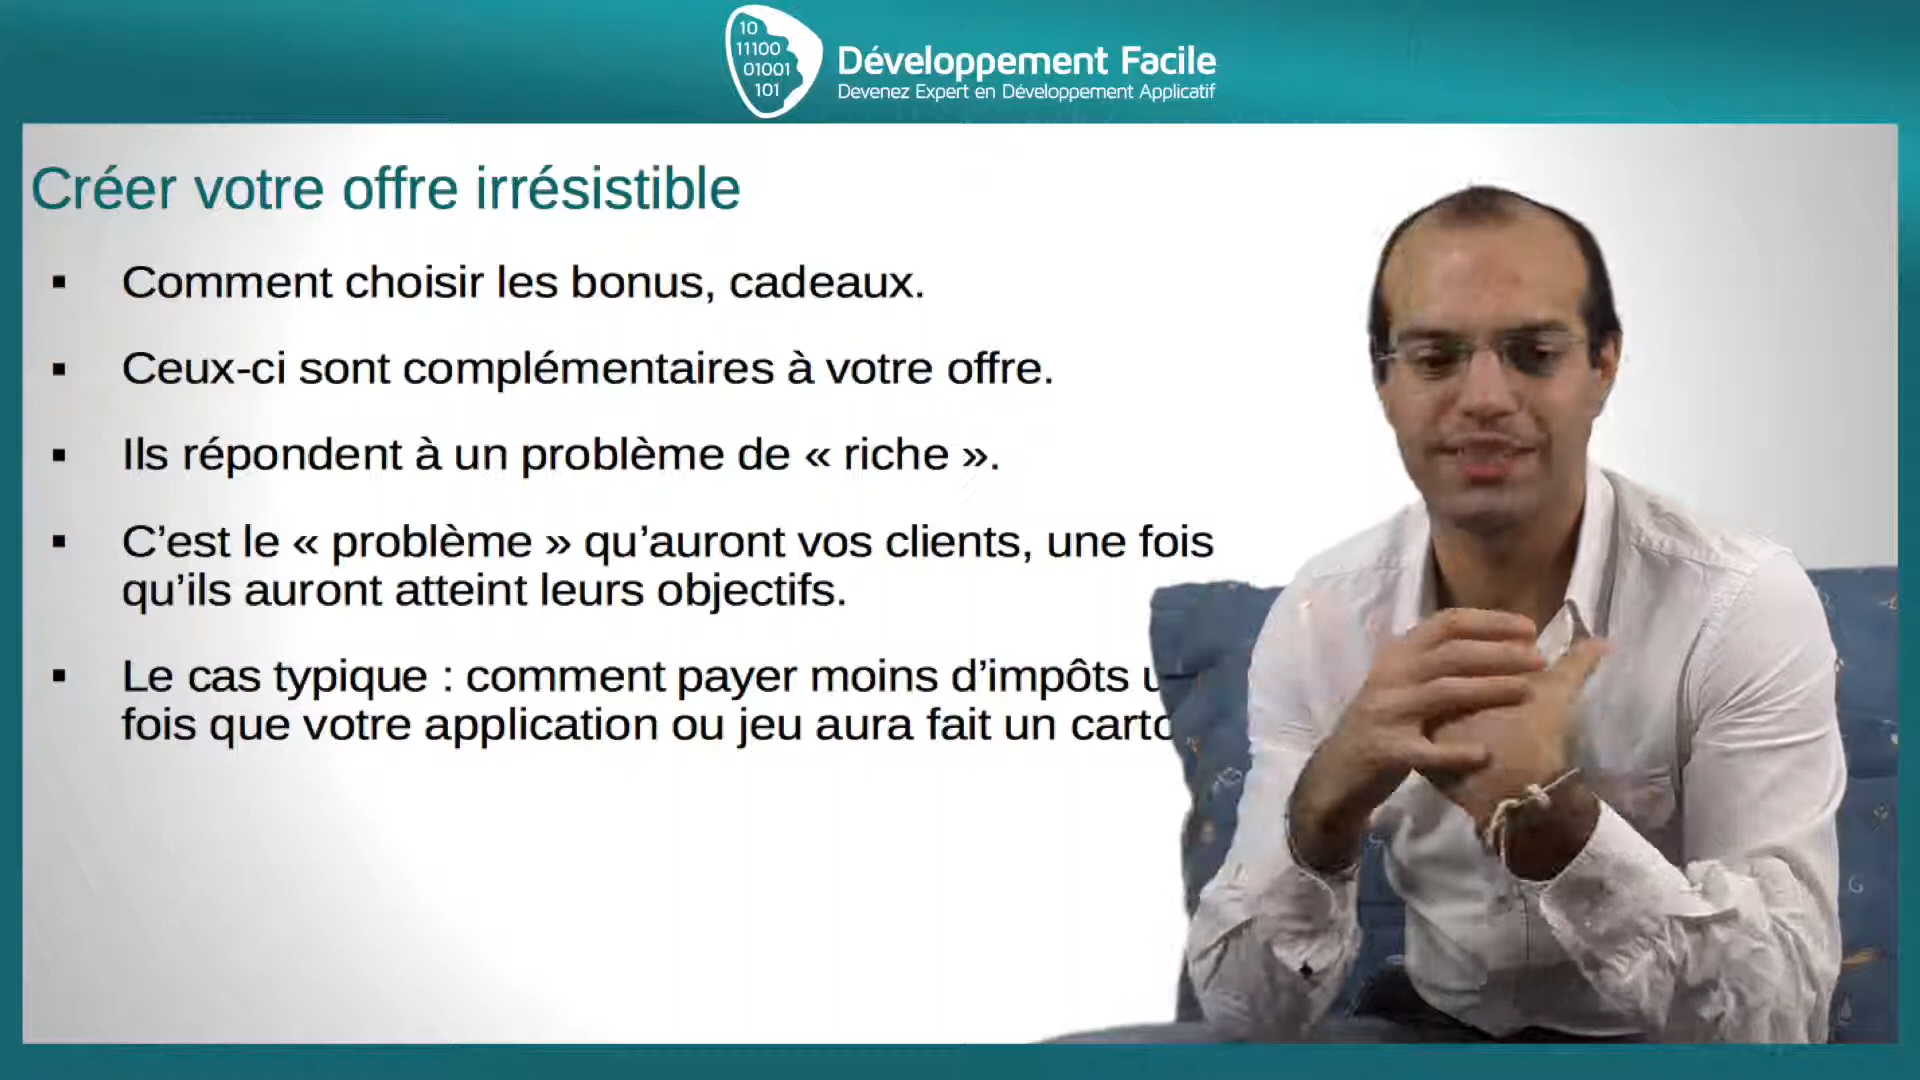 10
11100
01001
101
Développement Facile
Devenez Expert en Développement Applicatif
Créer votre offre irrésistible
▪ Comment choisir les bonus, cadeaux.
▪ Ceux-ci sont complémentaires à votre offre.
▪ Ils répondent à un problème de « riche ».
▪ C’est le « problème » qu’auront vos clients, une fois
qu’ils auront atteint leurs objectifs.
▪ Le cas typique : comment payer moins d’impôts
fois que votre application ou jeu aura fait un